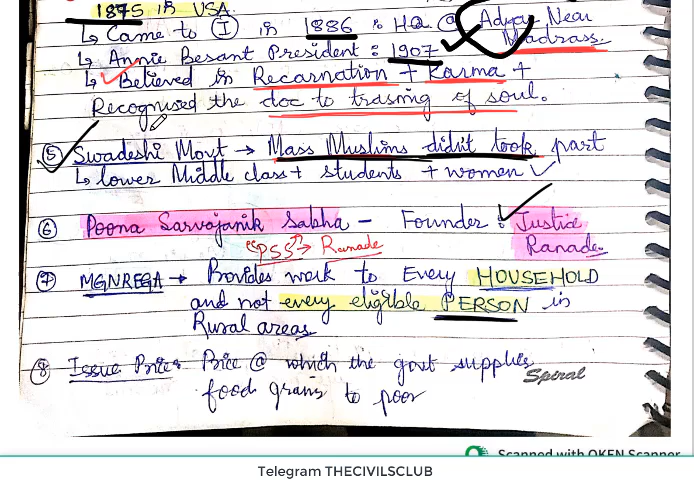 1875 in USA.
↳ Came to (I) in 1886 : HQ @ Adyar Near Madrass.
↳ Annie Besant President : 1907
↳ Believed in Recarnation + Karma +
Recognised the doc to trasmig of soul.
(5) Swadeshi Movt → Mass Muslims didn't took part
↳ lower Middle class + students + women
(6) Poona Sarvojanik Sabha – Founder : Justice
Ranade.
"PSS" → Ranade
(7) MGNREGA → Provides work to Every HOUSEHOLD
and not every eligible PERSON in
Rural areas
(8) Issue Price : Price @ which the govt supplies
food grains to poor
Spiral
Scanned with OKEN Scanner
Telegram THECIVILSCLUB